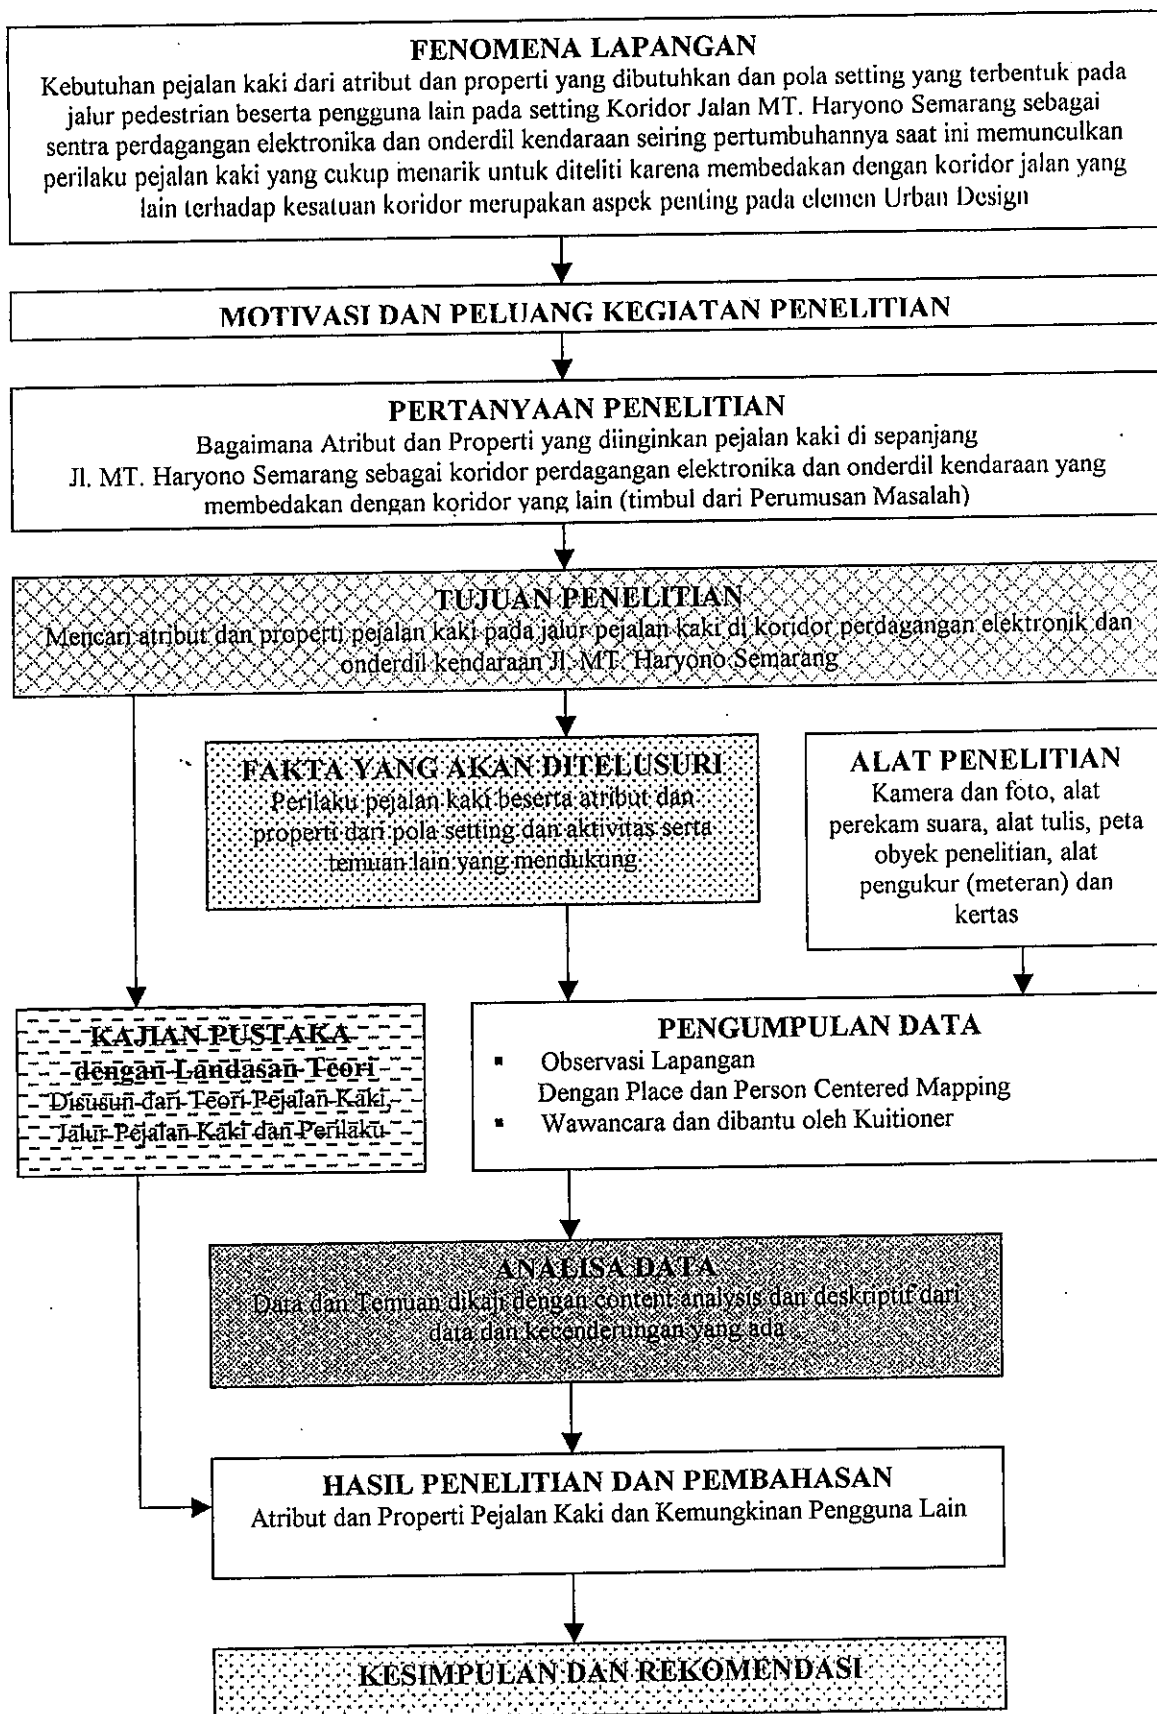 FENOMENA LAPANGAN
Kebutuhan pejalan kaki dari atribut dan properti yang dibutuhkan dan pola setting yang terbentuk pada
jalur pedestrian beserta pengguna lain pada setting Koridor Jalan MT. Haryono Semarang sebagai
sentra perdagangan elektronika dan onderdil kendaraan seiring pertumbuhannya saat ini memunculkan
perilaku pejalan kaki yang cukup menarik untuk diteliti karena membedakan dengan koridor jalan yang
lain terhadap kesatuan koridor merupakan aspek penting pada elemen Urban Design
MOTIVASI DAN PELUANG KEGIATAN PENELITIAN
PERTANYAAN PENELITIAN
Bagaimana Atribut dan Properti yang diinginkan pejalan kaki di sepanjang
Jl. MT. Haryono Semarang sebagai koridor perdagangan elektronika dan onderdil kendaraan yang
membedakan dengan koridor yang lain (timbul dari Perumusan Masalah)
TUJUAN PENELITIAN
Mencari atribut dan properti pejalan kaki pada jalur pejalan kaki di koridor perdagangan elektronik dan
onderdil kendaraan Jl. MT. Haryono Semarang
FAKTA YANG AKAN DITELUSURI
Perilaku pejalan kaki beserta atribut dan
properti dari pola setting dan aktivitas serta
temuan lain yang mendukung
ALAT PENELITIAN
Kamera dan foto, alat
perekam suara, alat tulis, peta
obyek penelitian, alat
pengukur (meteran) dan
kertas
KAJIAN PUSTAKA
dengan Landasan Teori
Disusun dari Teori Pejalan Kaki,
Jalur Pejalan Kaki dan Perilaku
PENGUMPULAN DATA
▪ Observasi Lapangan
Dengan Place dan Person Centered Mapping
▪ Wawancara dan dibantu oleh Kuitioner
ANALISA DATA
Data dan Temuan dikaji dengan content analysis dan deskriptif dari
data dan kecenderungan yang ada
HASIL PENELITIAN DAN PEMBAHASAN
Atribut dan Properti Pejalan Kaki dan Kemungkinan Pengguna Lain
KESIMPULAN DAN REKOMENDASI